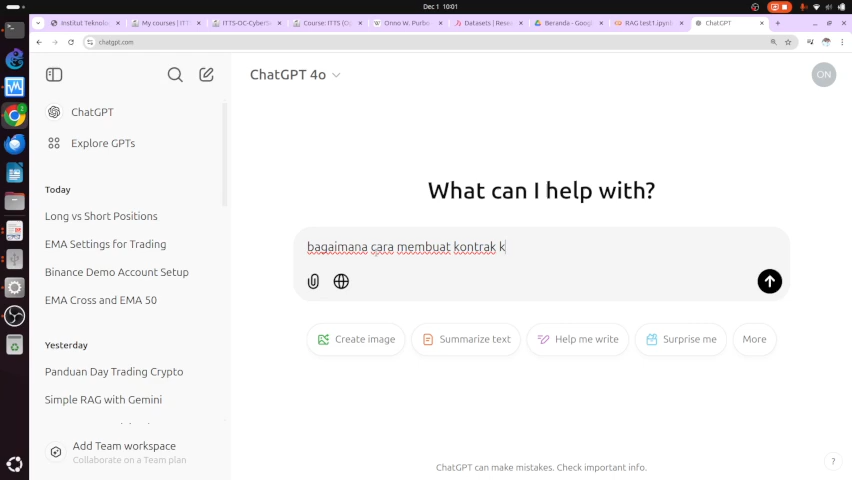 Dec 1 10:01
Institut Teknolo
My courses | ITTS
ITTS-OC-CyberSe
Course: ITTS (Op
Onno W. Purbo
Datasets | Resea
Beranda - Googl
RAG test1.ipynb
ChatGPT
chatgpt.com
ChatGPT 4o
ON
ChatGPT
Explore GPTs
Today
Long vs Short Positions
EMA Settings for Trading
Binance Demo Account Setup
EMA Cross and EMA 50
Yesterday
Panduan Day Trading Crypto
Simple RAG with Gemini
Add Team workspace
Collaborate on a Team plan
What can I help with?
bagaimana cara membuat kontrak k
Create image
Summarize text
Help me write
Surprise me
More
ChatGPT can make mistakes. Check important info.
?